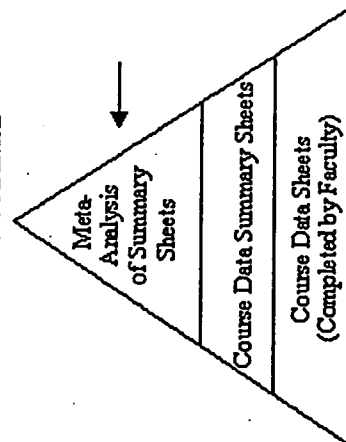 Meta-
Analysis
of Summary
Sheets
Course Data Summary Sheets
Course Data Sheets
(Completed by Faculty)